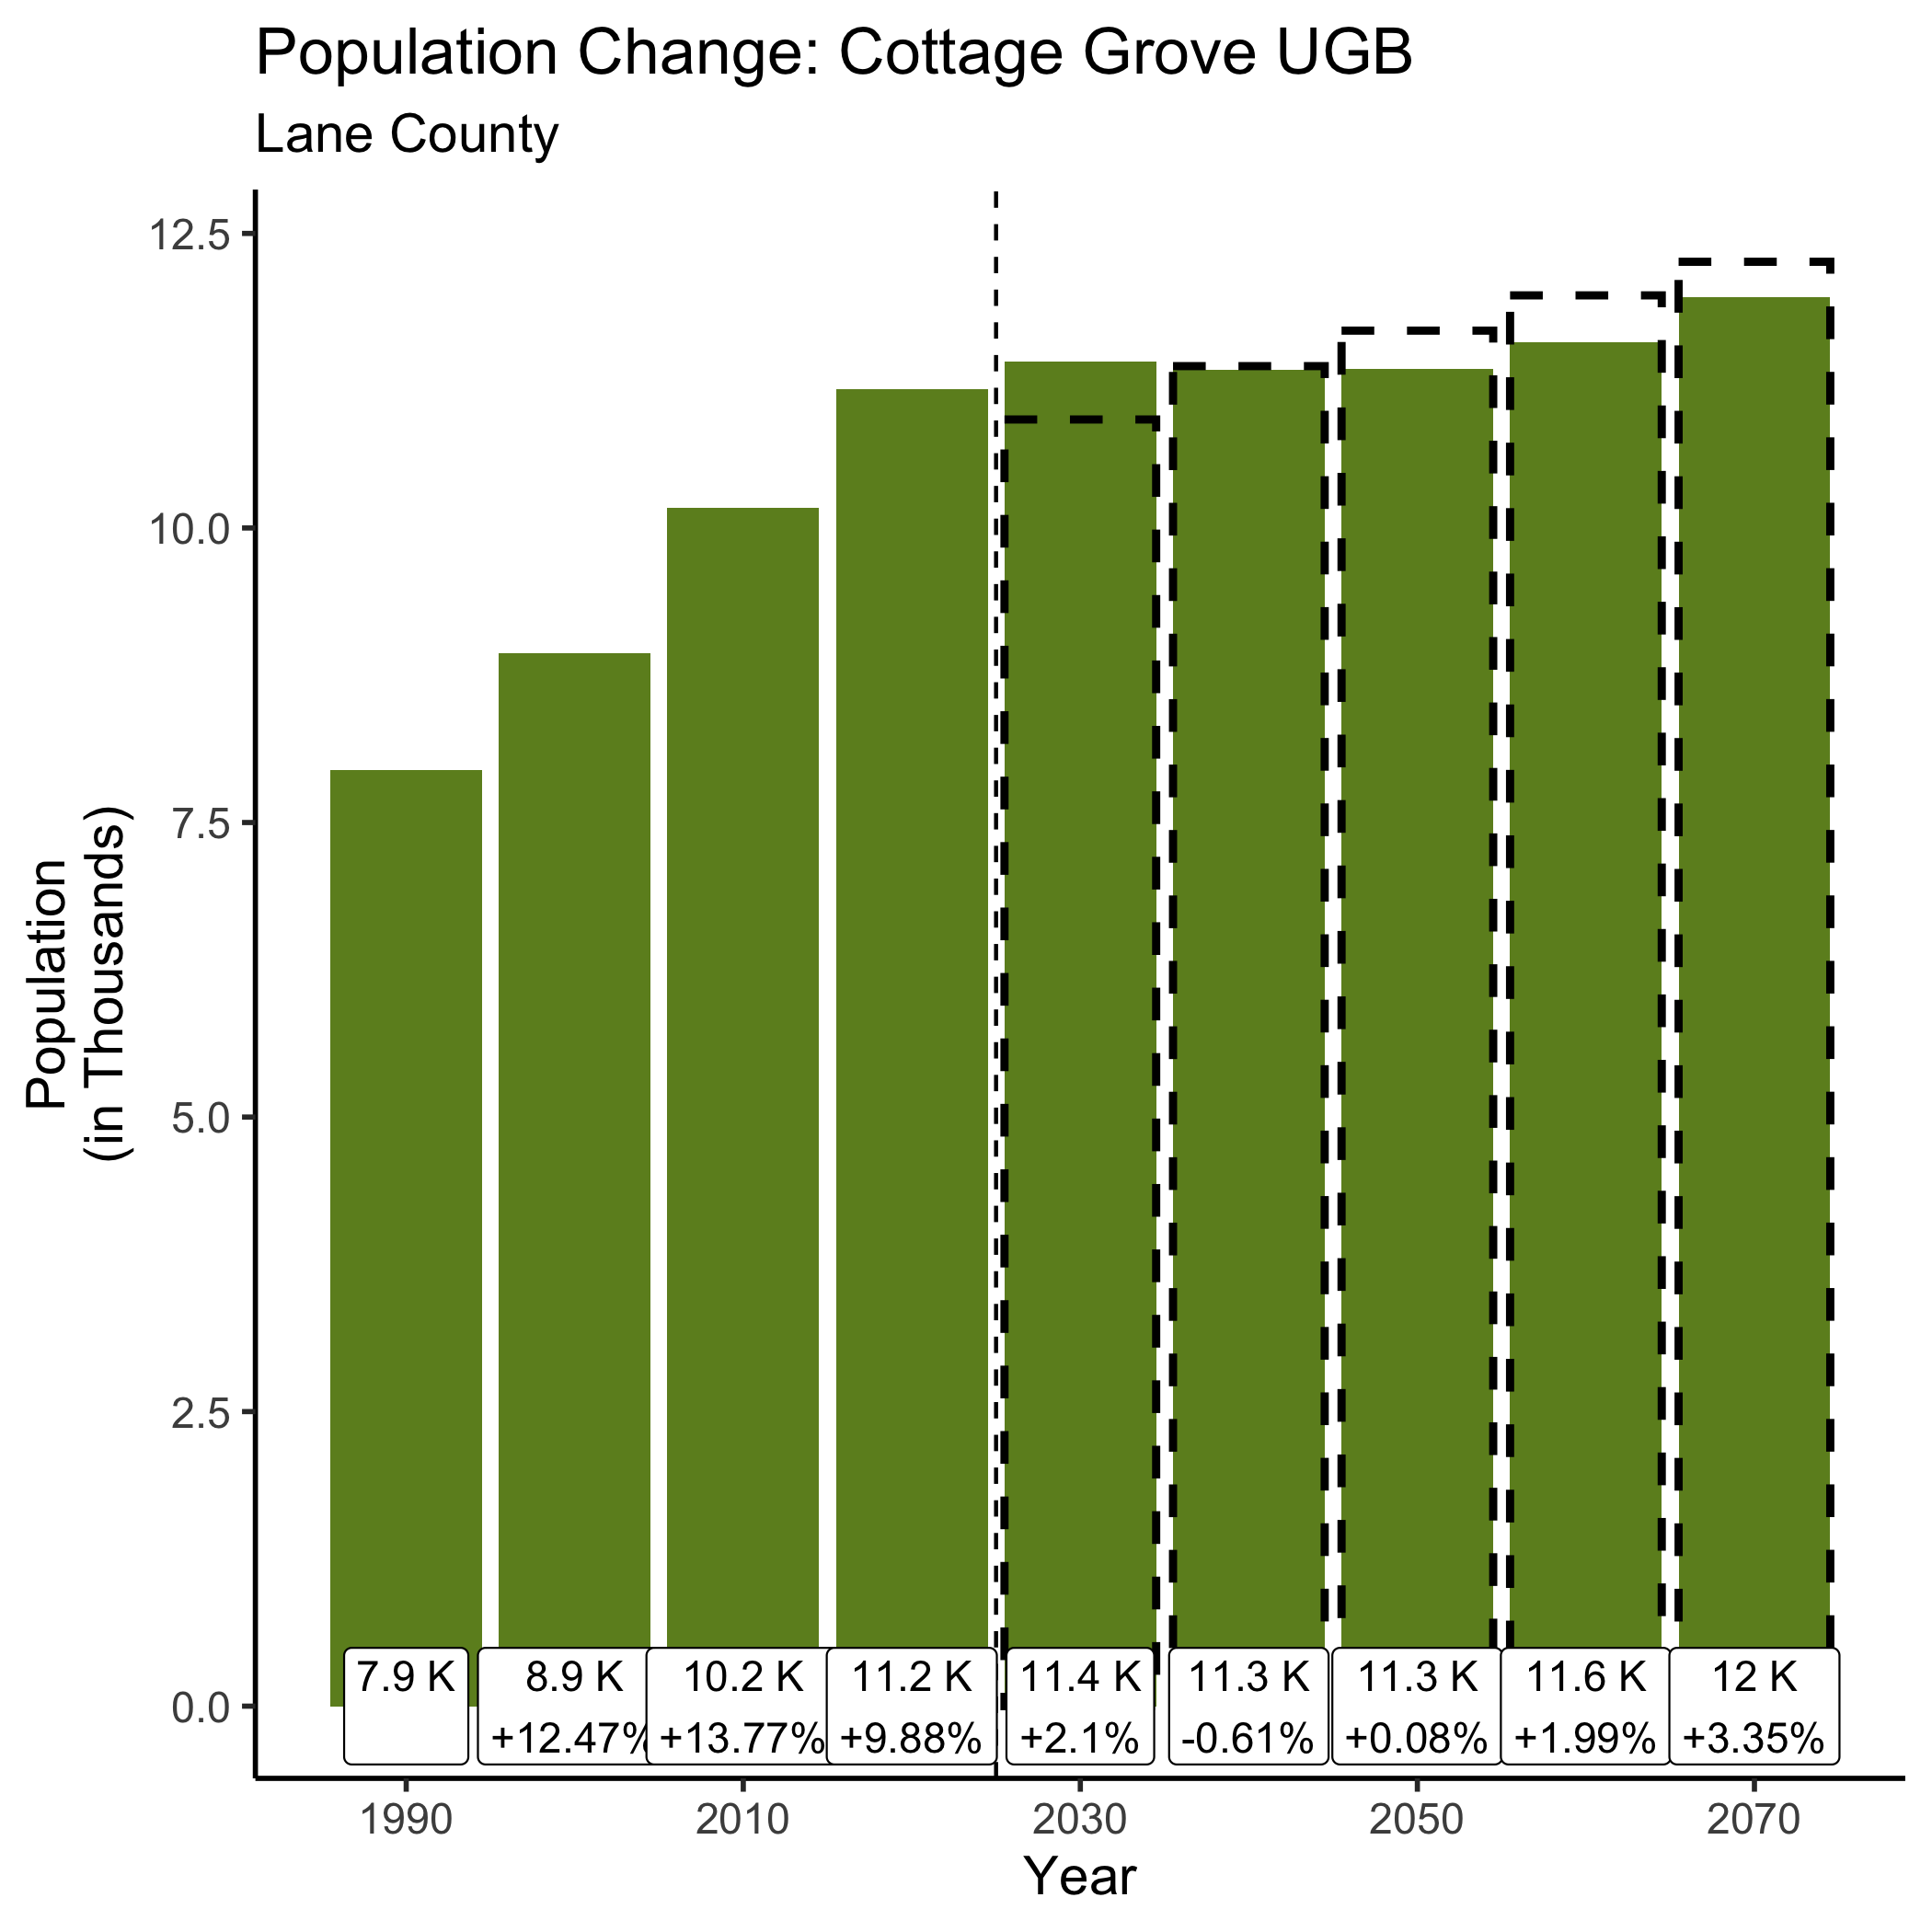 Population Change: Cottage Grove UGB
Lane County
12.5
10.0
7.5
5.0
2.5
0.0
Population
(in Thousands)
7.9 K
8.9 K
+12.47%
10.2 K
+13.77%
11.2 K
+9.88%
11.4 K
+2.1%
11.3 K
-0.61%
11.3 K
+0.08%
11.6 K
+1.99%
12 K
+3.35%
1990
2010
2030
2050
2070
Year